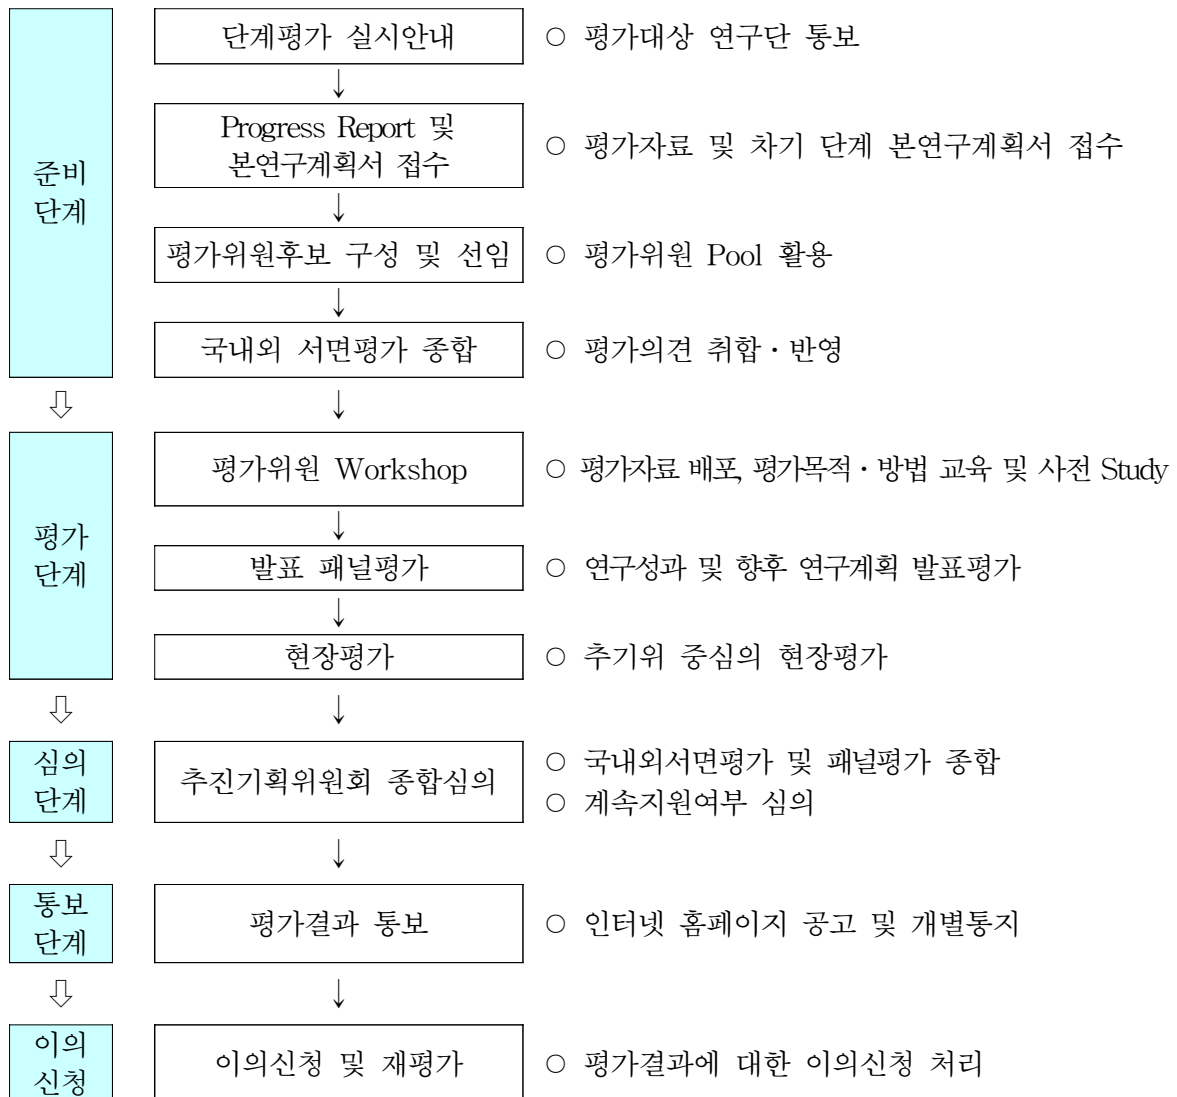 준비
단계
단계평가 실시안내
○ 평가대상 연구단 통보
↓
Progress Report 및
본연구계획서 접수
○ 평가자료 및 차기 단계 본연구계획서 접수
↓
평가위원후보 구성 및 선임
○ 평가위원 Pool 활용
↓
국내외 서면평가 종합
○ 평가의견 취합・반영
⇩ ↓
평가
단계
평가위원 Workshop
○ 평가자료 배포, 평가목적・방법 교육 및 사전 Study
↓
발표 패널평가
○ 연구성과 및 향후 연구계획 발표평가
↓
현장평가
○ 추기위 중심의 현장평가
⇩ ↓
심의
단계
추진기획위원회 종합심의
○ 국내외서면평가 및 패널평가 종합
○ 계속지원여부 심의
⇩ ↓
통보
단계
평가결과 통보
○ 인터넷 홈페이지 공고 및 개별통지
⇩ ↓
이의
신청
이의신청 및 재평가
○ 평가결과에 대한 이의신청 처리